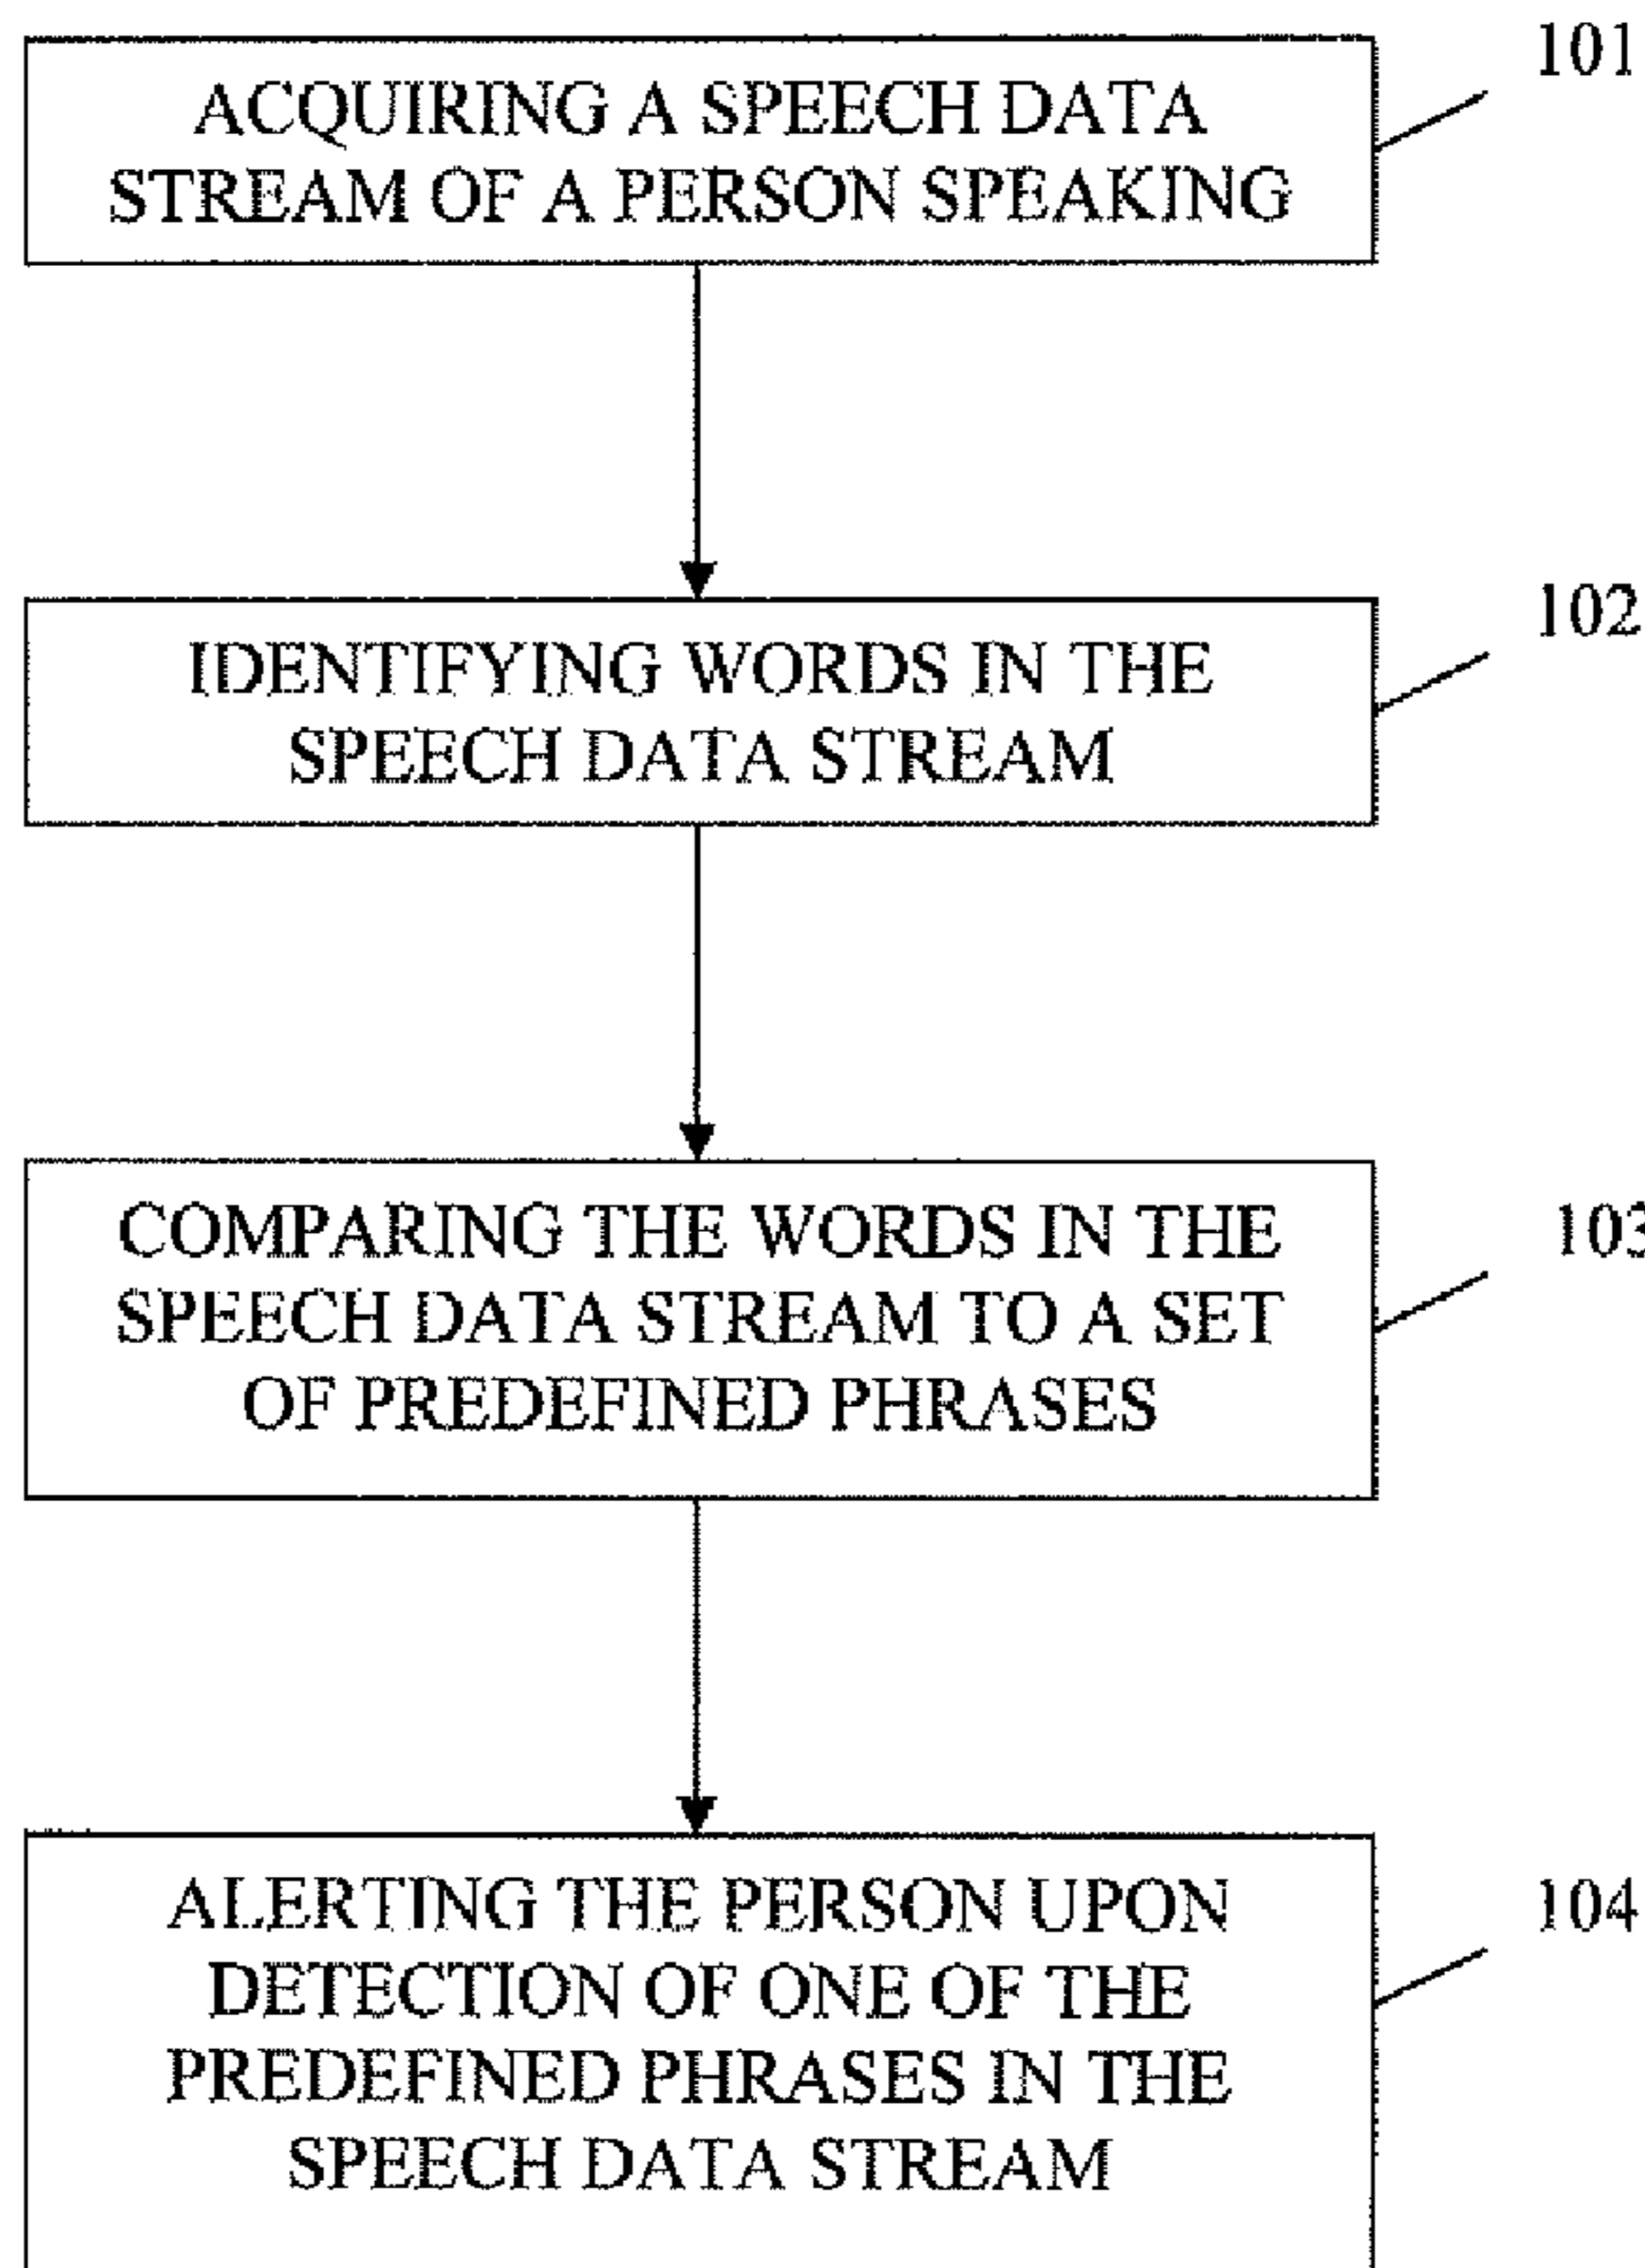 101
ACQUIRING A SPEECH DATA
STREAM OF A PERSON SPEAKING
102
IDENTIFYING WORDS IN THE
SPEECH DATA STREAM
103
COMPARING THE WORDS IN THE
SPEECH DATA STREAM TO A SET
OF PREDEFINED PHRASES
104
ALERTING THE PERSON UPON
DETECTION OF ONE OF THE
PREDEFINED PHRASES IN THE
SPEECH DATA STREAM